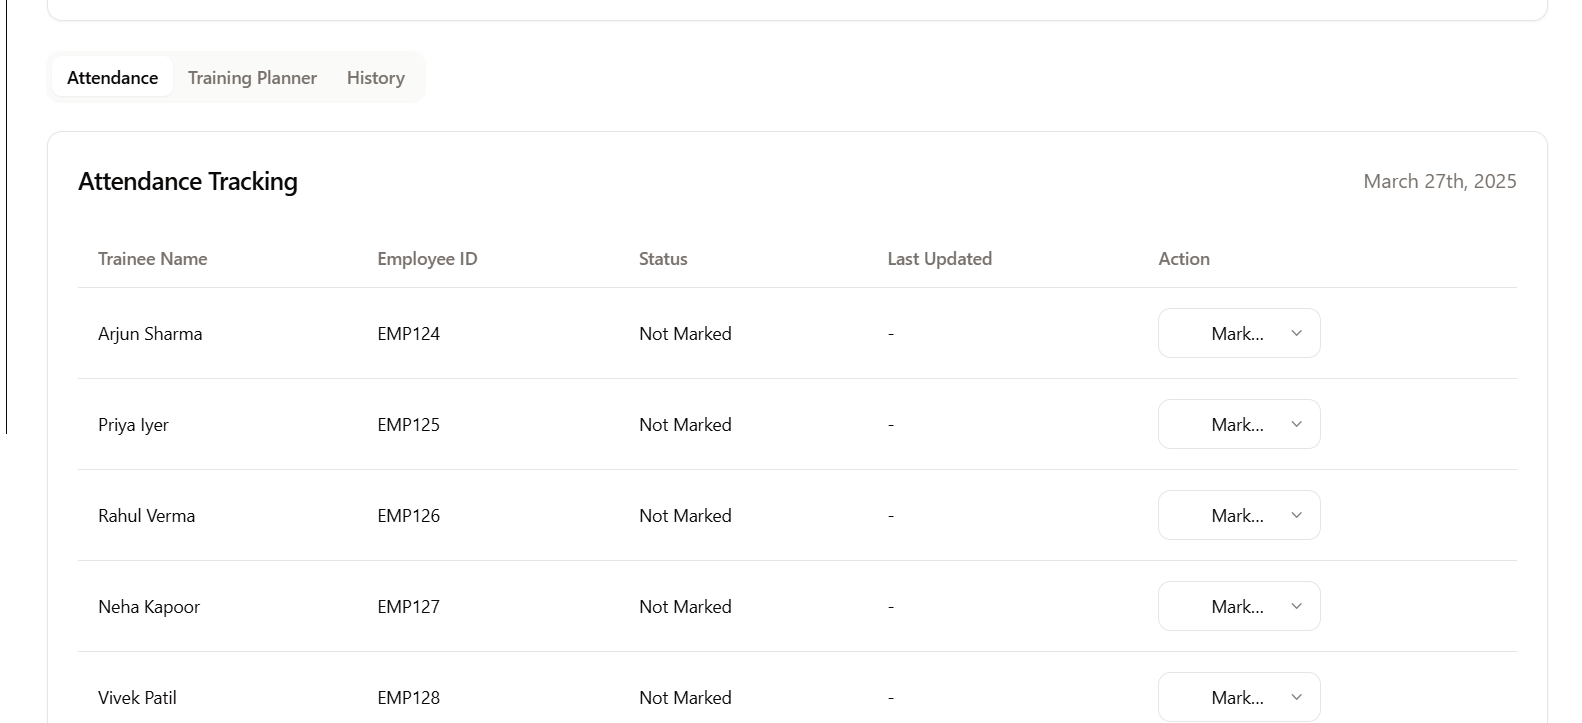 Attendance Training Planner History
Attendance Tracking March 27th, 2025
Trainee Name Employee ID Status Last Updated Action
Arjun Sharma EMP124 Not Marked - Mark...
Priya Iyer EMP125 Not Marked - Mark...
Rahul Verma EMP126 Not Marked - Mark...
Neha Kapoor EMP127 Not Marked - Mark...
Vivek Patil EMP128 Not Marked - Mark...